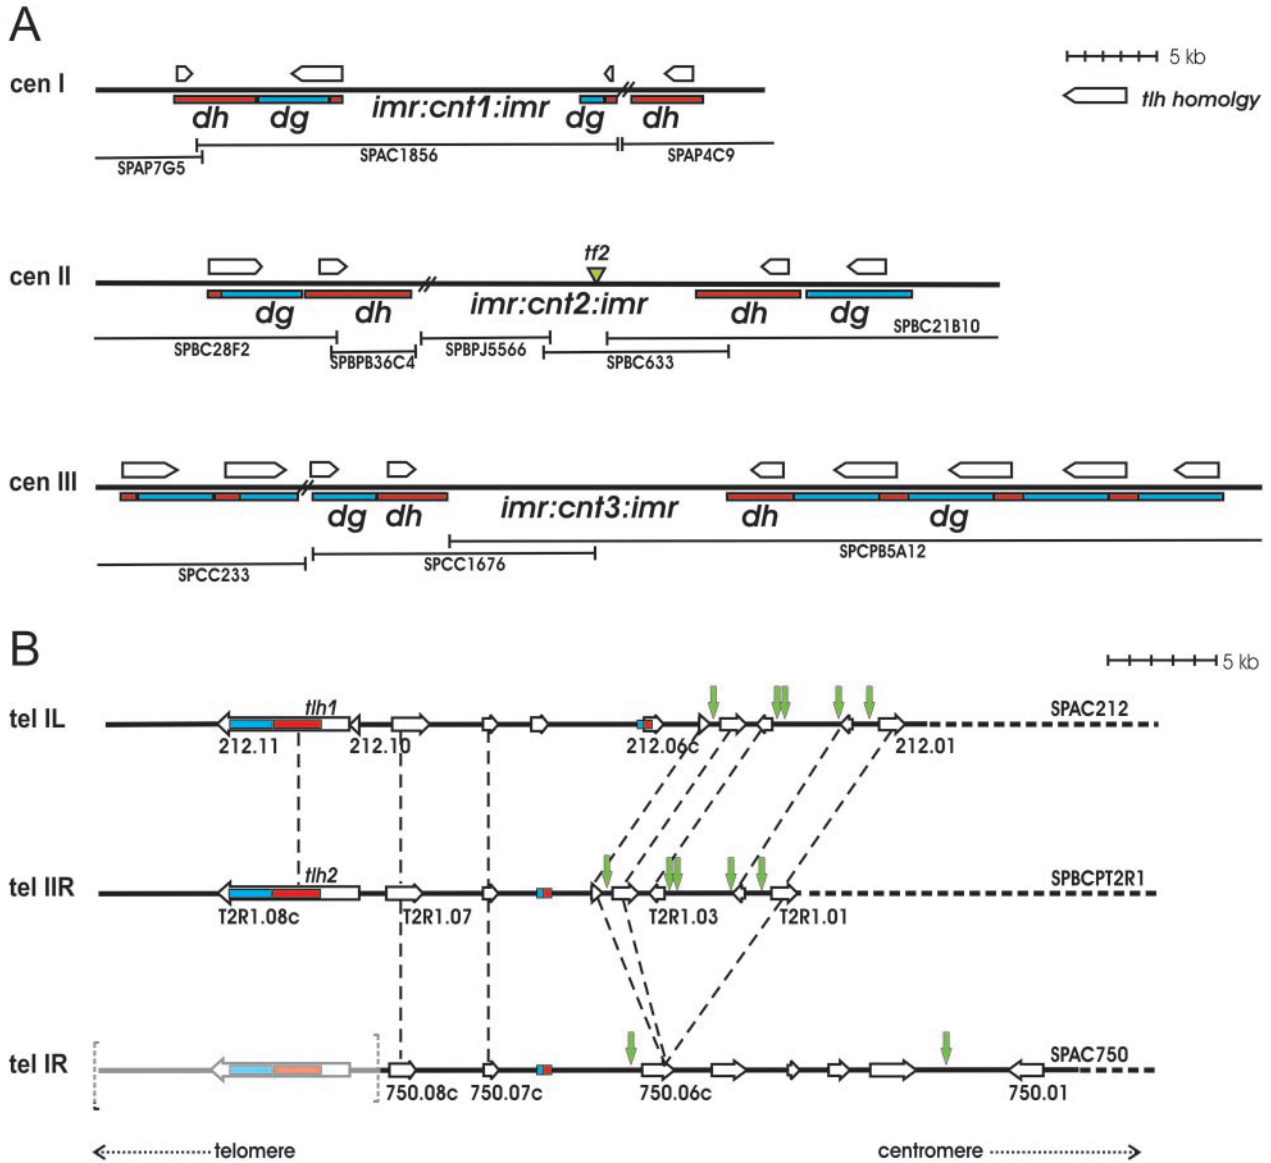 A
cen I
imr:cnt1:imr
dh
dg
dg
dh
SPAP7G5
SPAC1856
SPAP4C9
5 kb
tlh homolgy
cen II
tf2
imr:cnt2:imr
dg
dh
dh
dg
SPBC28F2
SPBPB36C4
SPBPJ5566
SPBC633
SPBC21B10
cen III
imr:cnt3:imr
dg
dh
dh
dg
SPCC233
SPCC1676
SPCPB5A12
B
5 kb
tel IL
tlh1
SPAC212
212.11
212.10
212.06c
212.01
tel IIR
tlh2
SPBCPT2R1
T2R1.08c
T2R1.07
T2R1.03
T2R1.01
tel IR
SPAC750
750.08c
750.07c
750.06c
750.01
telomere
centromere